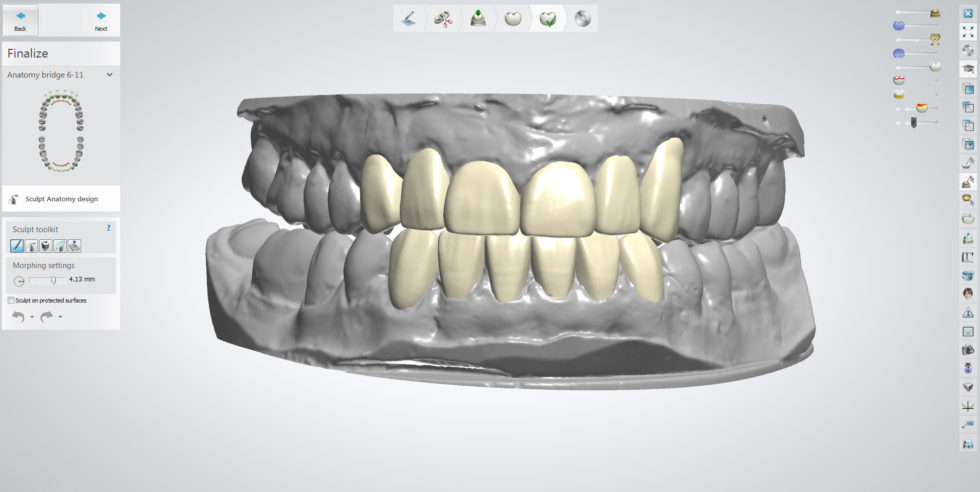 Back
Next
Finalize
Anatomy bridge 6-11
Sculpt Anatomy design
Sculpt toolkit
?
Morphing settings
4.13 mm
Sculpt on protected surfaces